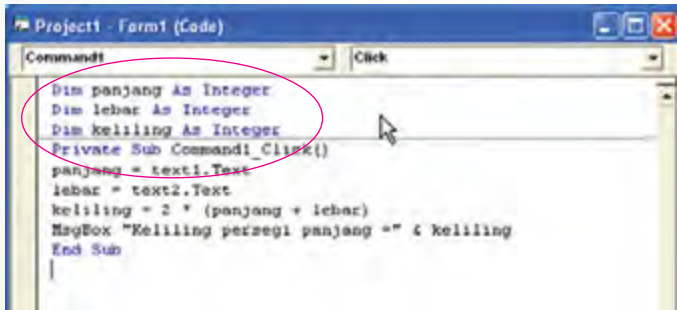 Project1 - Form1 (Code)
Command1 Click
Dim panjang As Integer
Dim lebar As Integer
Dim keliling As Integer
Private Sub Command1_Click()
panjang = text1.Text
lebar = text2.Text
keliling = 2 * (panjang + lebar)
MsgBox "Keliling persegi panjang =" & keliling
End Sub